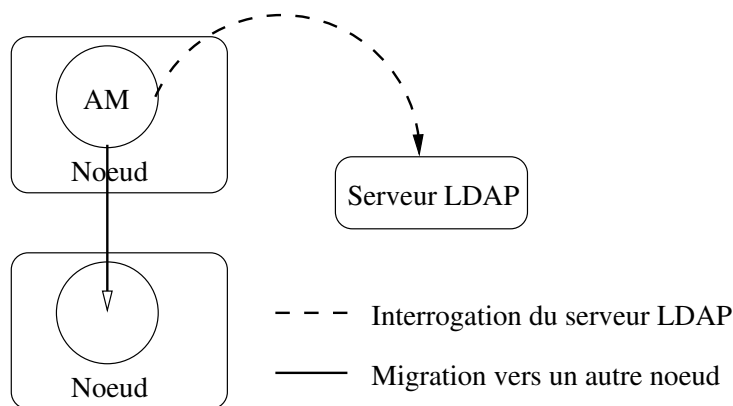 AM
Noeud
Serveur LDAP
Noeud
Interrogation du serveur LDAP
Migration vers un autre noeud